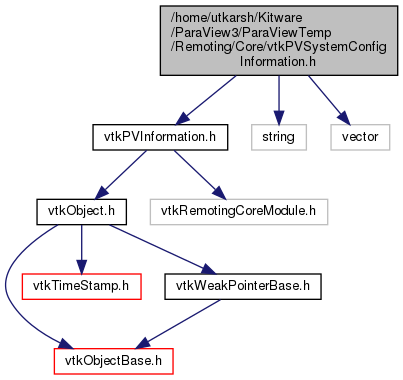 /home/utkarsh/Kitware
/ParaView3/ParaViewTemp
/Remoting/Core/vtkPVSystemConfig
Information.h
vtkPVInformation.h
string
vector
vtkObject.h
vtkRemotingCoreModule.h
vtkTimeStamp.h
vtkWeakPointerBase.h
vtkObjectBase.h